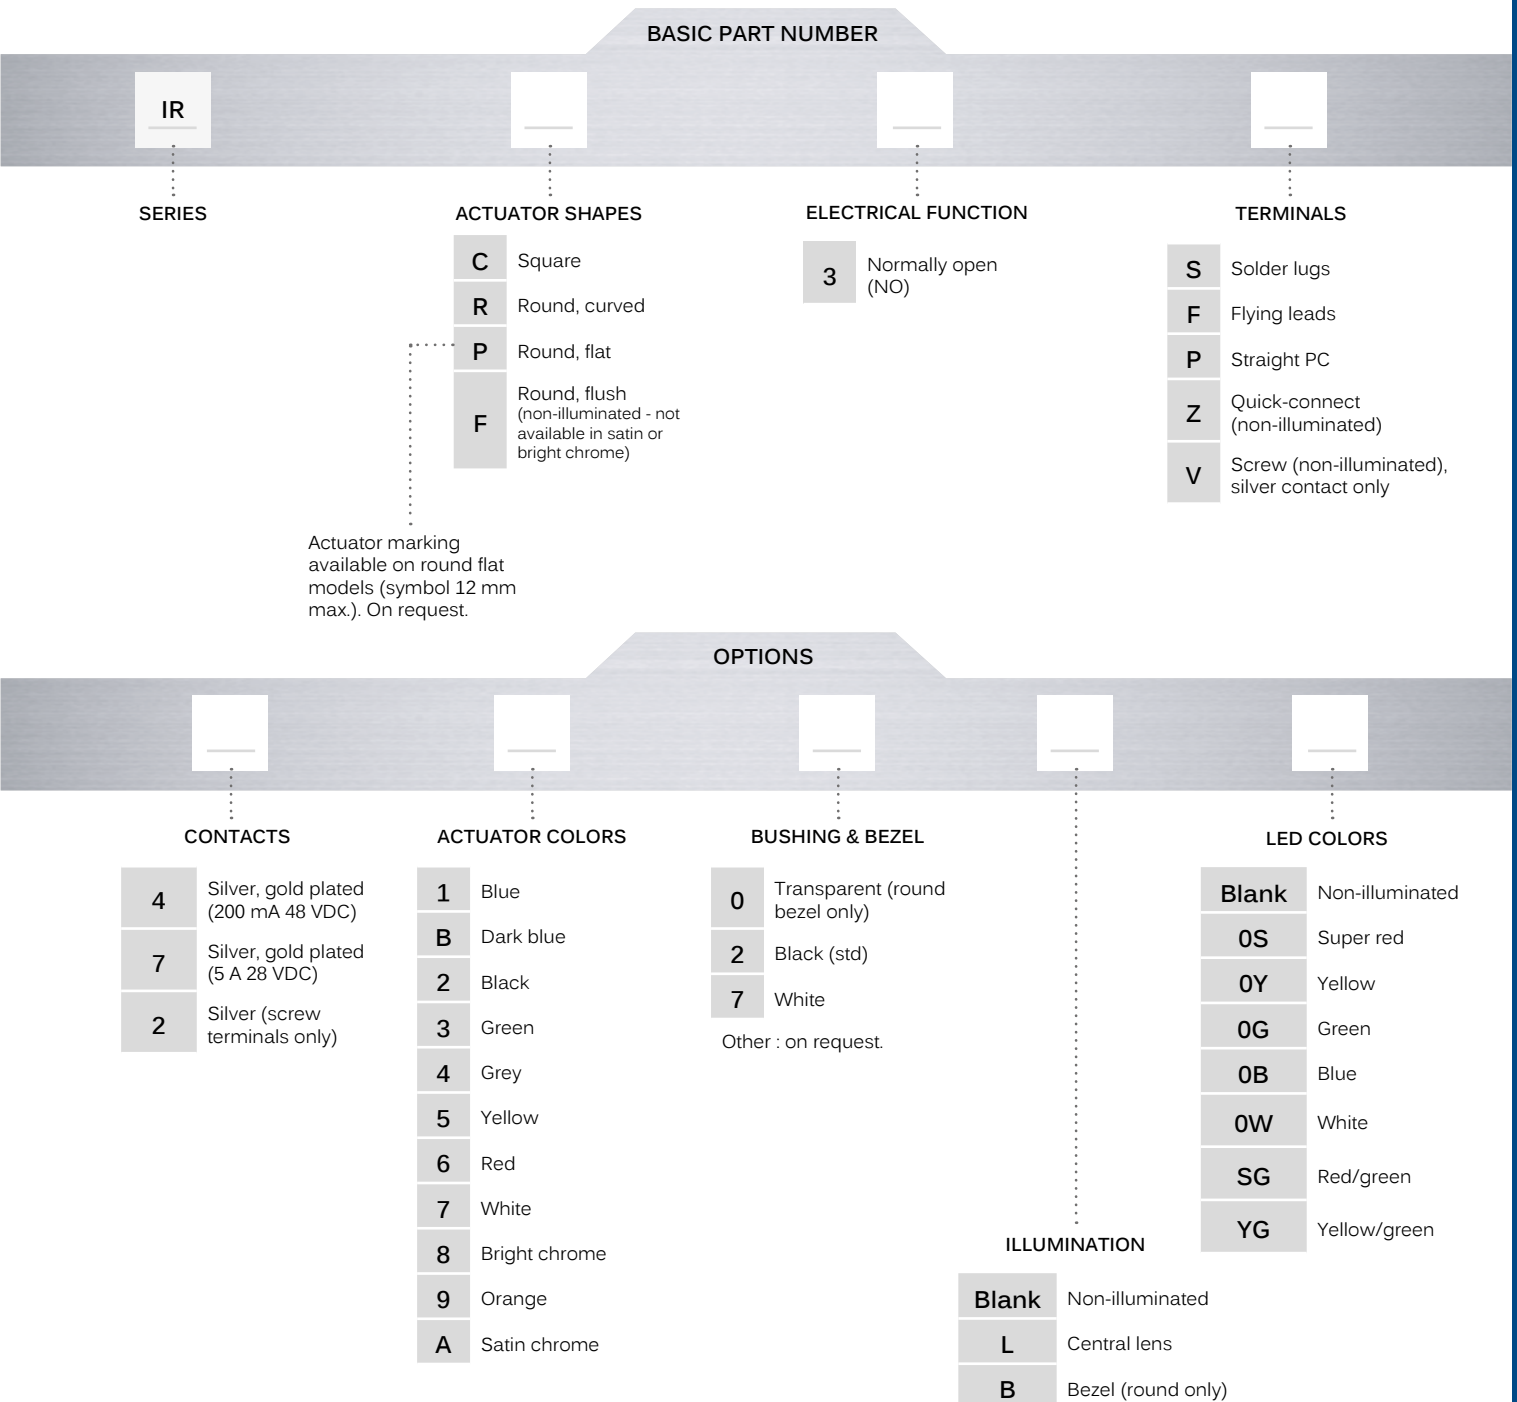 BASIC PART NUMBER
IR
SERIES
ACTUATOR SHAPES
C Square
R Round, curved
P Round, flat
F Round, flush
(non-illuminated - not
available in satin or
bright chrome)
Actuator marking
available on round flat
models (symbol 12 mm
max.). On request.
ELECTRICAL FUNCTION
3 Normally open
(NO)
TERMINALS
S Solder lugs
F Flying leads
P Straight PC
Z Quick-connect
(non-illuminated)
V Screw (non-illuminated),
silver contact only
OPTIONS
CONTACTS
4 Silver, gold plated
(200 mA 48 VDC)
7 Silver, gold plated
(5 A 28 VDC)
2 Silver (screw
terminals only)
ACTUATOR COLORS
1 Blue
B Dark blue
2 Black
3 Green
4 Grey
5 Yellow
6 Red
7 White
8 Bright chrome
9 Orange
A Satin chrome
BUSHING & BEZEL
0 Transparent (round
bezel only)
2 Black (std)
7 White
Other : on request.
ILLUMINATION
Blank Non-illuminated
L Central lens
B Bezel (round only)
LED COLORS
Blank Non-illuminated
0S Super red
0Y Yellow
0G Green
0B Blue
0W White
SG Red/green
YG Yellow/green